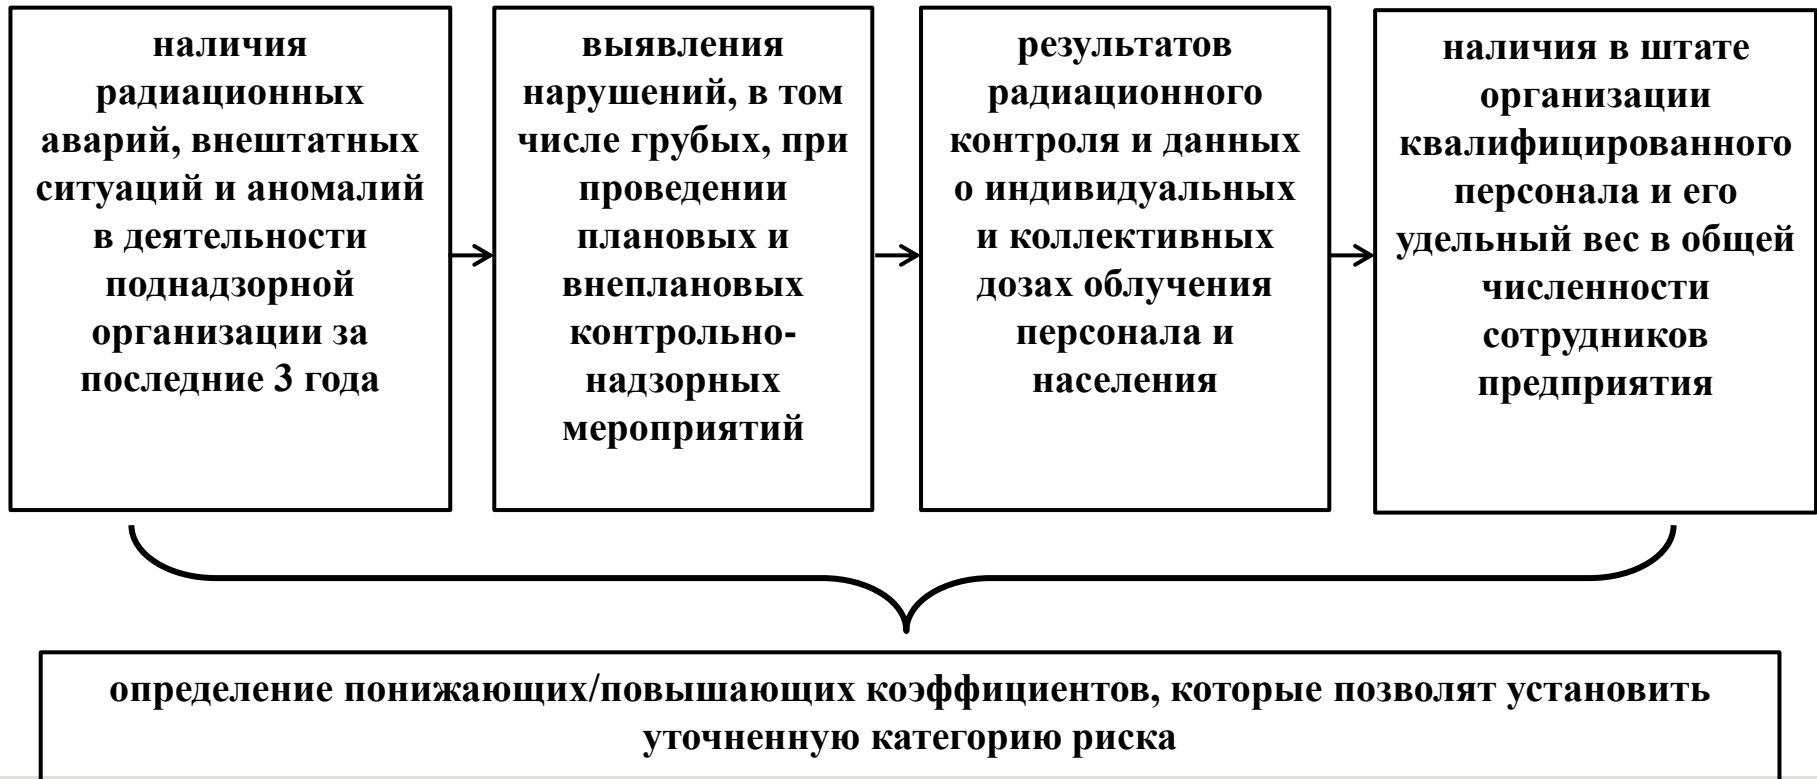 наличия
радиационных
аварий, внештатных
ситуаций и аномалий
в деятельности
поднадзорной
организации за
последние 3 года
выявления
нарушений, в том
числе грубых, при
проведении
плановых и
внеплановых
контрольно-
надзорных
мероприятий
результатов
радиационного
контроля и данных
о индивидуальных
и коллективных
дозах облучения
персонала и
населения
наличия в штате
организации
квалифицированного
персонала и его
удельный вес в общей
численности
сотрудников
предприятия
определение понижающих/повышающих коэффициентов, которые позволят установить
уточненную категорию риска